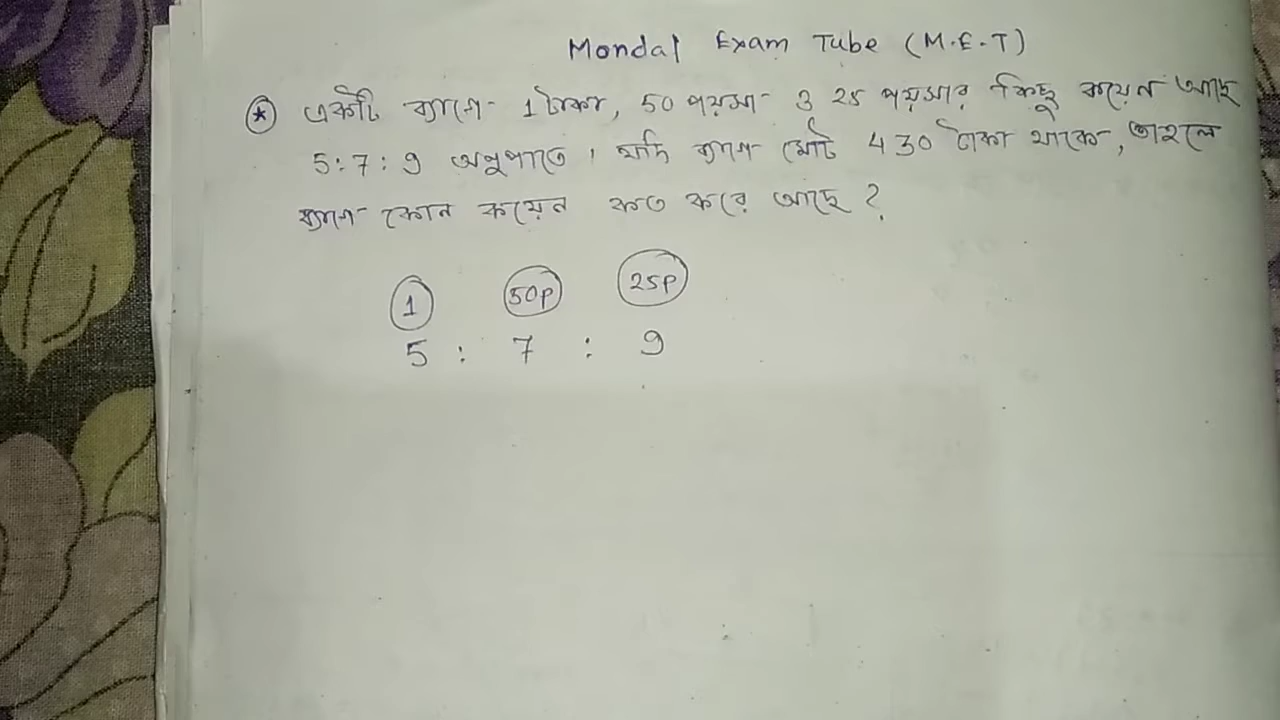 Mondal Exam Tube (M.E.T)
* একটি ব্যাগে 1 টাকা, 50 পয়সা ও 25 পয়সার কিছু কয়েন আছে
5:7:9 অনুপাতে। যদি ব্যাগে মোট 430 টাকা থাকে, তাহলে
ব্যাগে কোন কয়েন কত করে আছে?
1 50P 25P
5 : 7 : 9